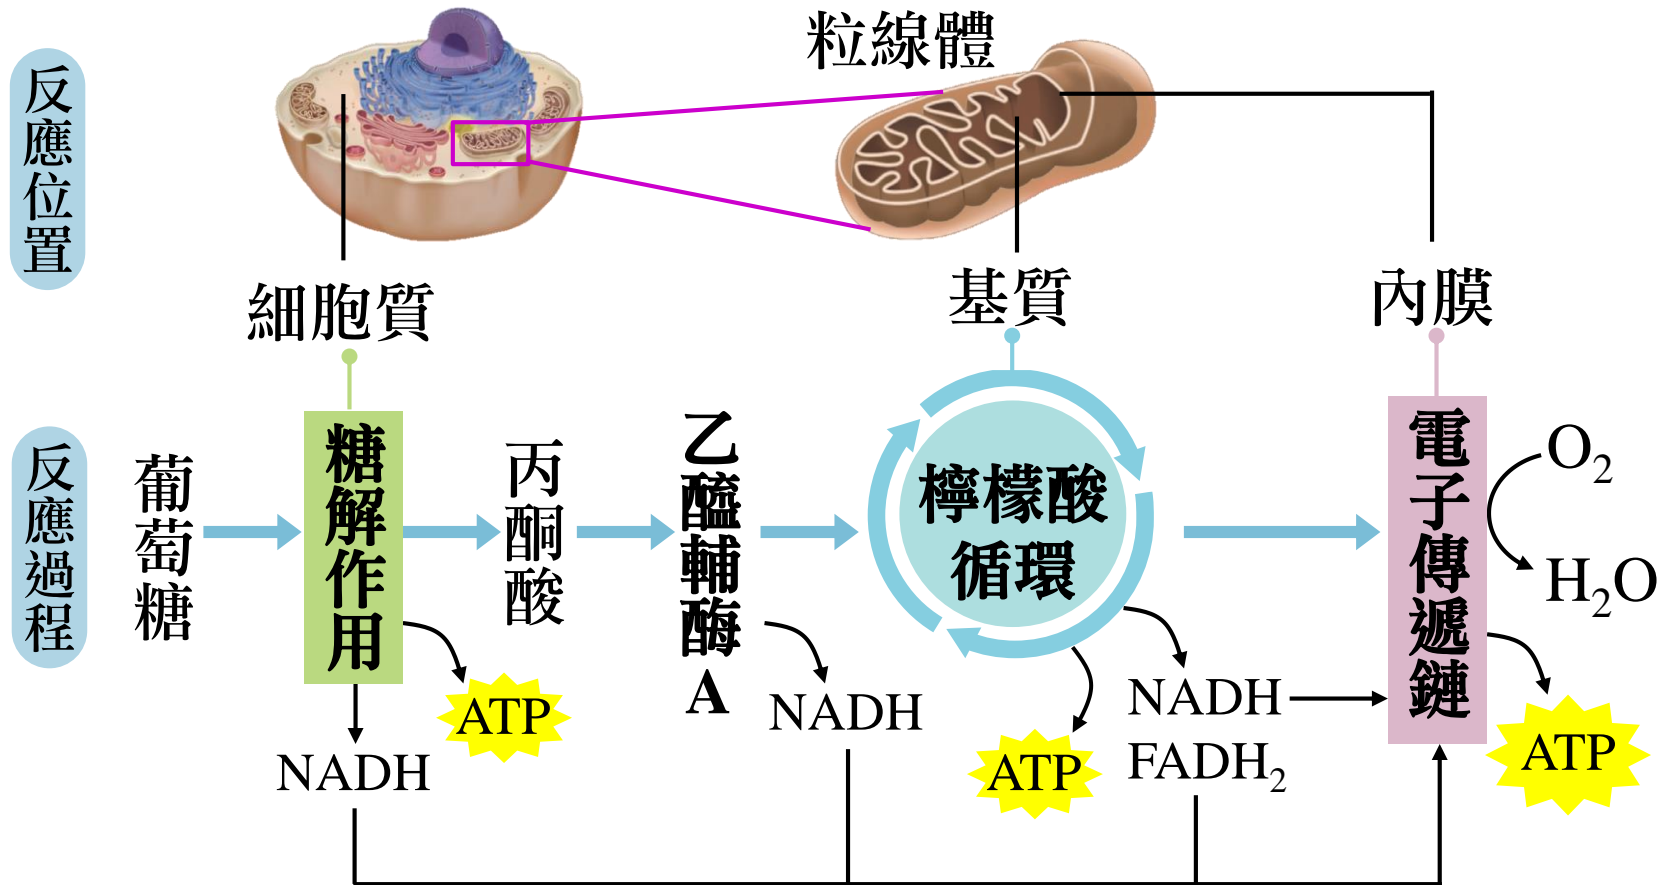 反應位置
粒線體
細胞質
基質
內膜
反應過程
葡萄糖
糖解作用
丙酮酸
乙醯輔酶A
檸檬酸
循環
電子傳遞鏈
O₂
H₂O
ATP
NADH
NADH
ATP
NADH
FADH₂
ATP